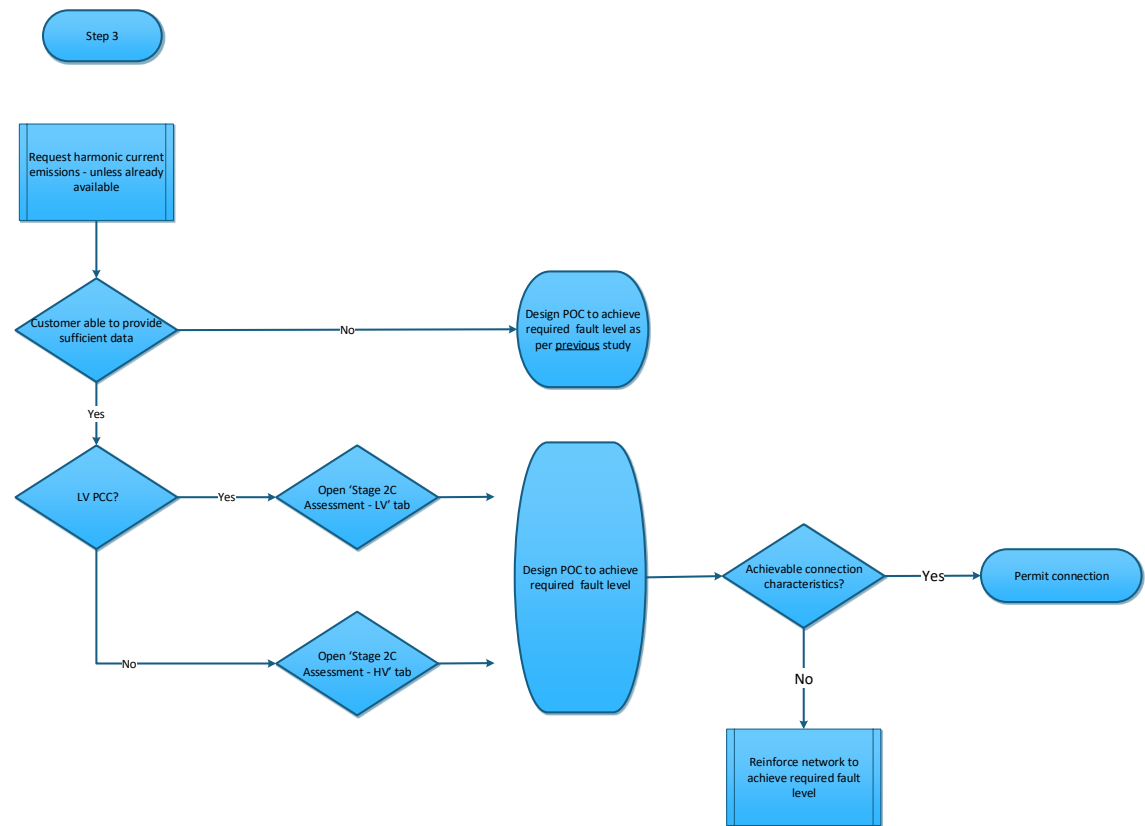 Step 3
Request harmonic current
emissions - unless already
available
Customer able to provide
sufficient data
No
Design POC to achieve
required fault level as
per previous study
Yes
LV PCC?
Yes
Open ‘Stage 2C
Assessment - LV’ tab
Design POC to achieve
required fault level
Achievable connection
characteristics?
Yes
Permit connection
No
Open ‘Stage 2C
Assessment - HV’ tab
No
Reinforce network to
achieve required fault
level